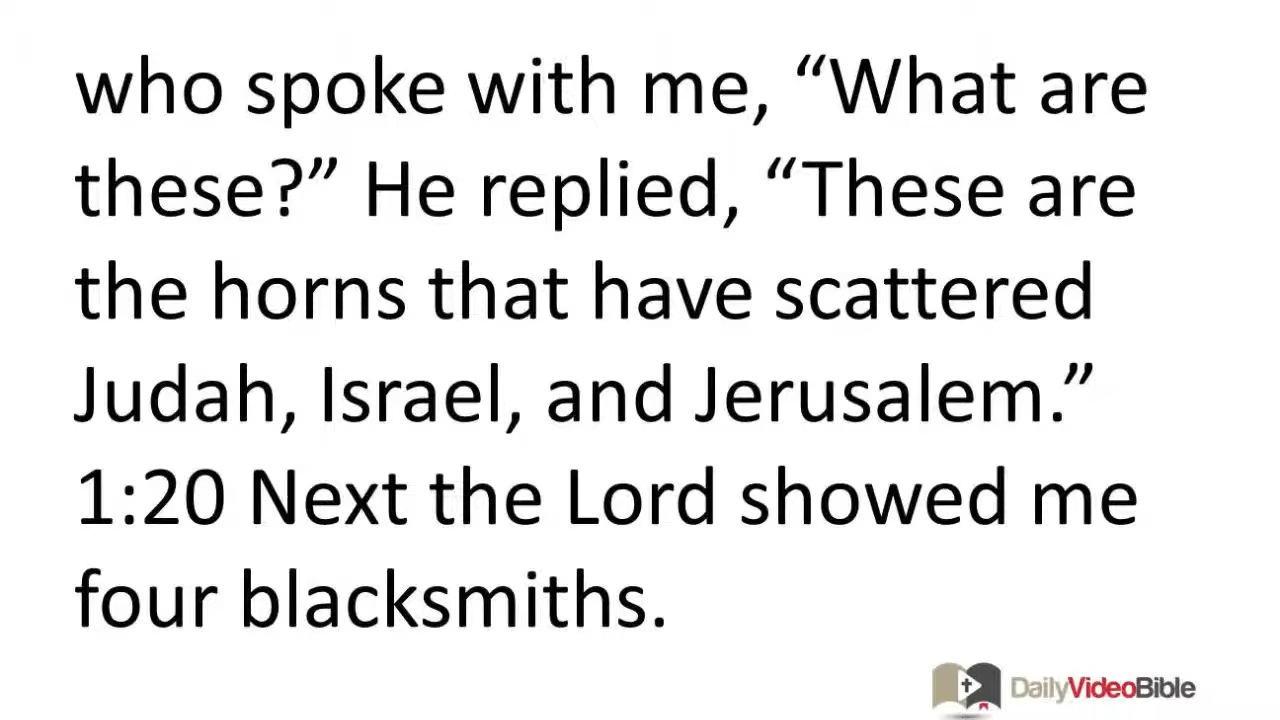 who spoke with me, “What are
these?” He replied, “These are
the horns that have scattered
Judah, Israel, and Jerusalem.”
1:20 Next the Lord showed me
four blacksmiths.
DailyVideoBible